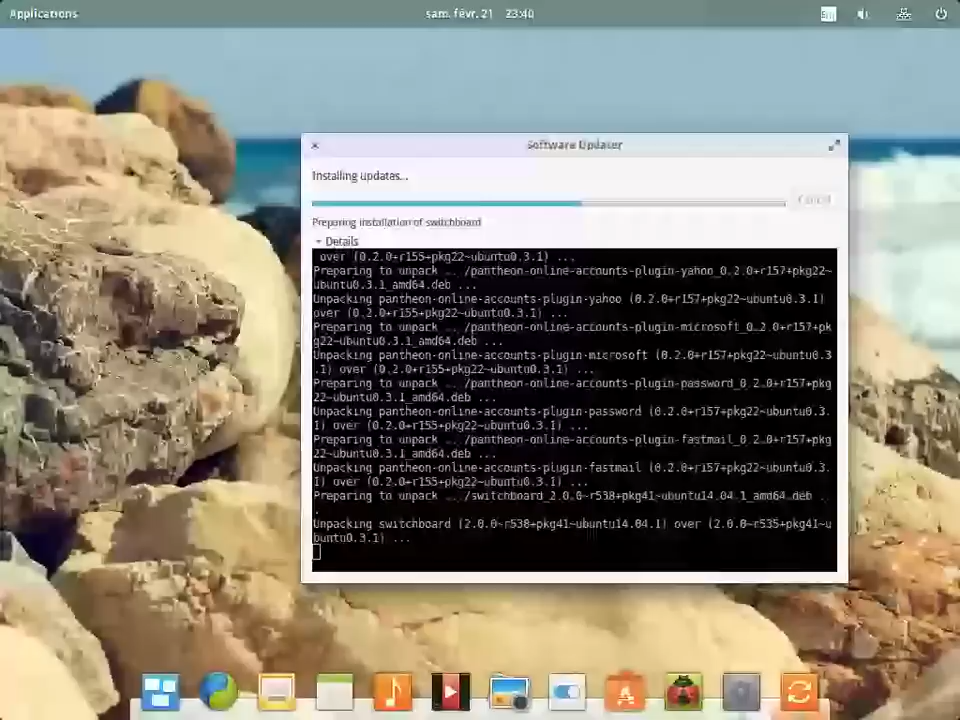 Applications
sam. févr. 21 23:40
Software Updater
Installing updates...
Cancel
Preparing installation of switchboard
Details
over (0.2.0+r155+pkg22~ubuntu0.3.1) ...
Preparing to unpack .../pantheon-online-accounts-plugin-yahoo_0.2.0+r157+pkg22~
ubuntu0.3.1_amd64.deb ...
Unpacking pantheon-online-accounts-plugin-yahoo (0.2.0+r157+pkg22~ubuntu0.3.1)
over (0.2.0+r155+pkg22~ubuntu0.3.1) ...
Preparing to unpack .../pantheon-online-accounts-plugin-microsoft_0.2.0+r157+pk
g22~ubuntu0.3.1_amd64.deb ...
Unpacking pantheon-online-accounts-plugin-microsoft (0.2.0+r157+pkg22~ubuntu0.3
.1) over (0.2.0+r155+pkg22~ubuntu0.3.1) ...
Preparing to unpack .../pantheon-online-accounts-plugin-password_0.2.0+r157+pkg
22~ubuntu0.3.1_amd64.deb ...
Unpacking pantheon-online-accounts-plugin-password (0.2.0+r157+pkg22~ubuntu0.3.
1) over (0.2.0+r155+pkg22~ubuntu0.3.1) ...
Preparing to unpack .../pantheon-online-accounts-plugin-fastmail_0.2.0+r157+pkg
22~ubuntu0.3.1_amd64.deb ...
Unpacking pantheon-online-accounts-plugin-fastmail (0.2.0+r157+pkg22~ubuntu0.3.
1) over (0.2.0+r155+pkg22~ubuntu0.3.1) ...
Preparing to unpack .../switchboard_2.0.0~r538+pkg41~ubuntu14.04.1_amd64.deb ..
.
Unpacking switchboard (2.0.0~r538+pkg41~ubuntu14.04.1) over (2.0.0~r535+pkg41~u
buntu0.3.1) ...